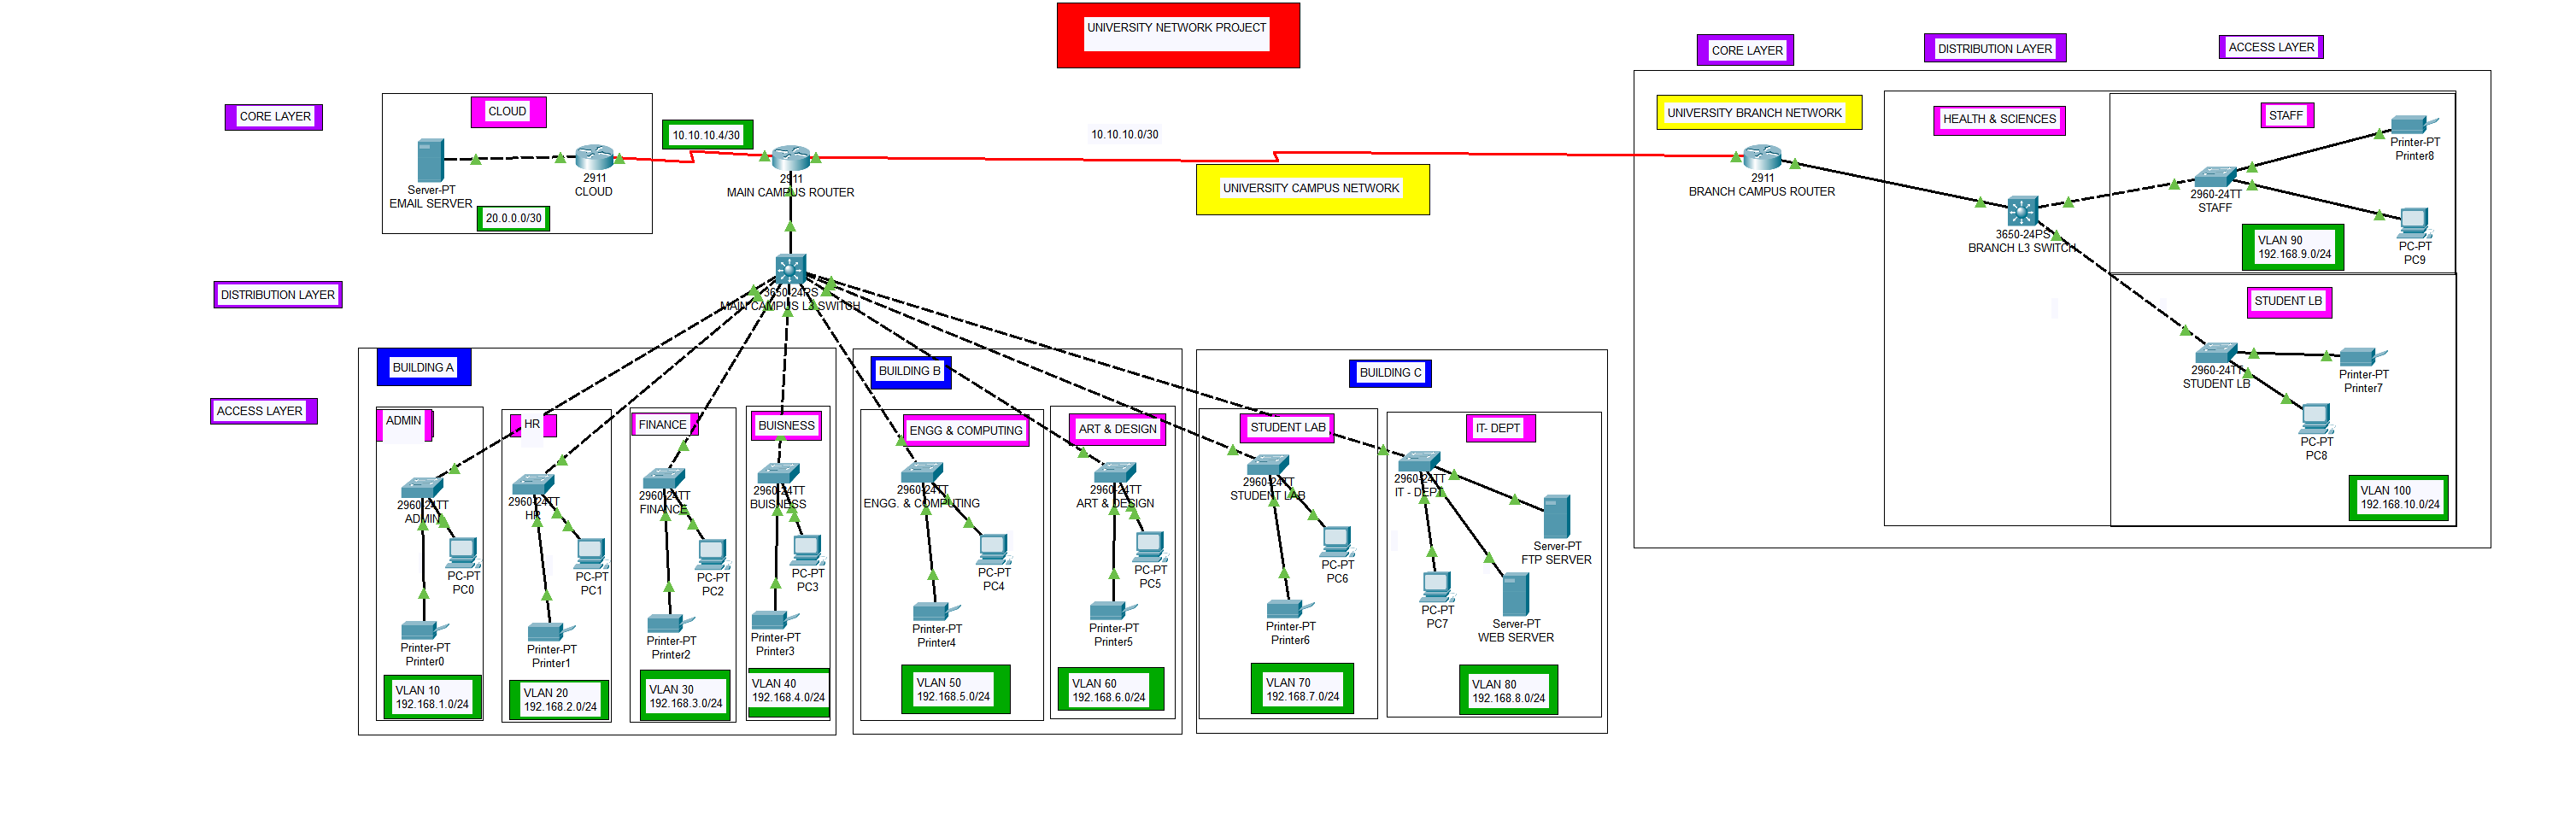 UNIVERSITY NETWORK PROJECT
CORE LAYER
DISTRIBUTION LAYER
ACCESS LAYER
CORE LAYER
CLOUD
10.10.10.4/30
10.10.10.0/30
UNIVERSITY BRANCH NETWORK
HEALTH & SCIENCES
STAFF
Server-PT
EMAIL SERVER
2911
CLOUD
2911
MAIN CAMPUS ROUTER
20.0.0.0/30
UNIVERSITY CAMPUS NETWORK
2911
BRANCH CAMPUS ROUTER
Printer-PT
Printer8
2960-24TT
STAFF
3650-24PS
BRANCH L3 SWITCH
VLAN 90
192.168.9.0/24
PC-PT
PC9
DISTRIBUTION LAYER
3650-24PS
MAIN CAMPUS L3 SWITCH
STUDENT LB
2960-24TT
STUDENT LB
Printer-PT
Printer7
PC-PT
PC8
VLAN 100
192.168.10.0/24
BUILDING A
BUILDING B
BUILDING C
ACCESS LAYER
ADMIN
HR
FINANCE
BUISNESS
ENGG & COMPUTING
ART & DESIGN
STUDENT LAB
IT- DEPT
2960-24TT
ADMIN
2960-24TT
HR
2960-24TT
FINANCE
2960-24TT
BUISNESS
2960-24TT
ENGG. & COMPUTING
2960-24TT
ART & DESIGN
2960-24TT
STUDENT LAB
2960-24TT
IT - DEPT
PC-PT
PC0
PC-PT
PC1
PC-PT
PC2
PC-PT
PC3
PC-PT
PC4
PC-PT
PC5
PC-PT
PC6
PC-PT
PC7
Server-PT
FTP SERVER
Server-PT
WEB SERVER
Printer-PT
Printer0
Printer-PT
Printer1
Printer-PT
Printer2
Printer-PT
Printer3
Printer-PT
Printer4
Printer-PT
Printer5
Printer-PT
Printer6
VLAN 10
192.168.1.0/24
VLAN 20
192.168.2.0/24
VLAN 30
192.168.3.0/24
VLAN 40
192.168.4.0/24
VLAN 50
192.168.5.0/24
VLAN 60
192.168.6.0/24
VLAN 70
192.168.7.0/24
VLAN 80
192.168.8.0/24